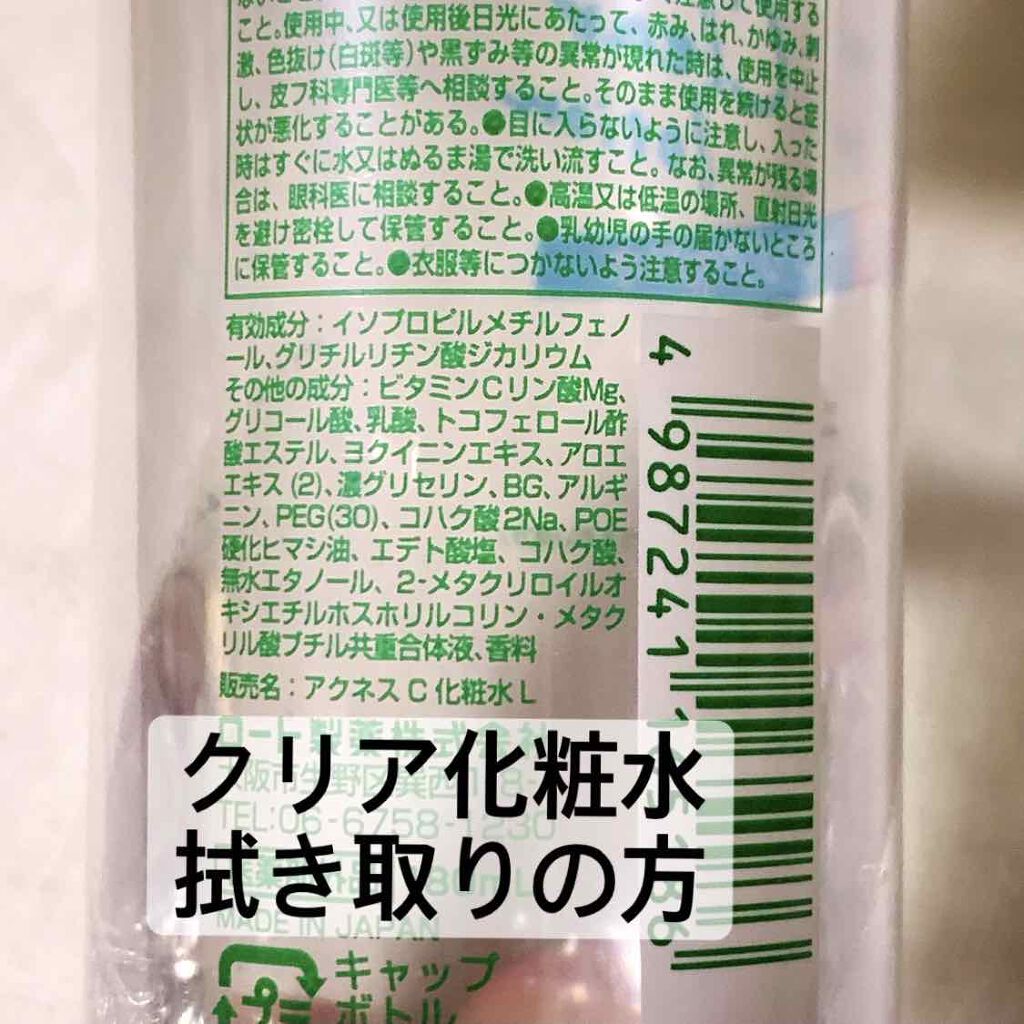 こと。使用中、又は使用後日光にあたって、赤み、はれ、かゆみ、刺
激、色抜け(白斑等)や黒ずみ等の異常が現れた時は、使用を中止
し、皮フ科専門医等へ相談すること。そのまま使用を続けると症
状が悪化することがある。●目に入らないように注意し、入った
時はすぐに水又はぬるま湯で洗い流すこと。なお、異常が残る場
合は、眼科医に相談すること。●高温又は低温の場所、直射日光
を避け密栓して保管すること。●乳幼児の手の届かないところ
に保管すること。●衣服等につかないよう注意すること。
有効成分：イソプロピルメチルフェノ
ール、グリチルリチン酸ジカリウム
その他の成分：ビタミンCリン酸Mg、
グリコール酸、乳酸、トコフェロール酢
酸エステル、ヨクイニンエキス、アロエ
エキス(2)、濃グリセリン、BG、アルギ
ニン、PEG(30)、コハク酸2Na、POE
硬化ヒマシ油、エデト酸塩、コハク酸、
無水エタノール、2-メタクリロイルオ
キシエチルホスホリルコリン・メタク
リル酸ブチル共重合体液、香料
販売名：アクネスC化粧水L
ロート製薬株式会社
TEL:06-6758-1230
MADE IN JAPAN
キャップ
ボトル
プ
4 987241
クリア化粧水
拭き取りの方